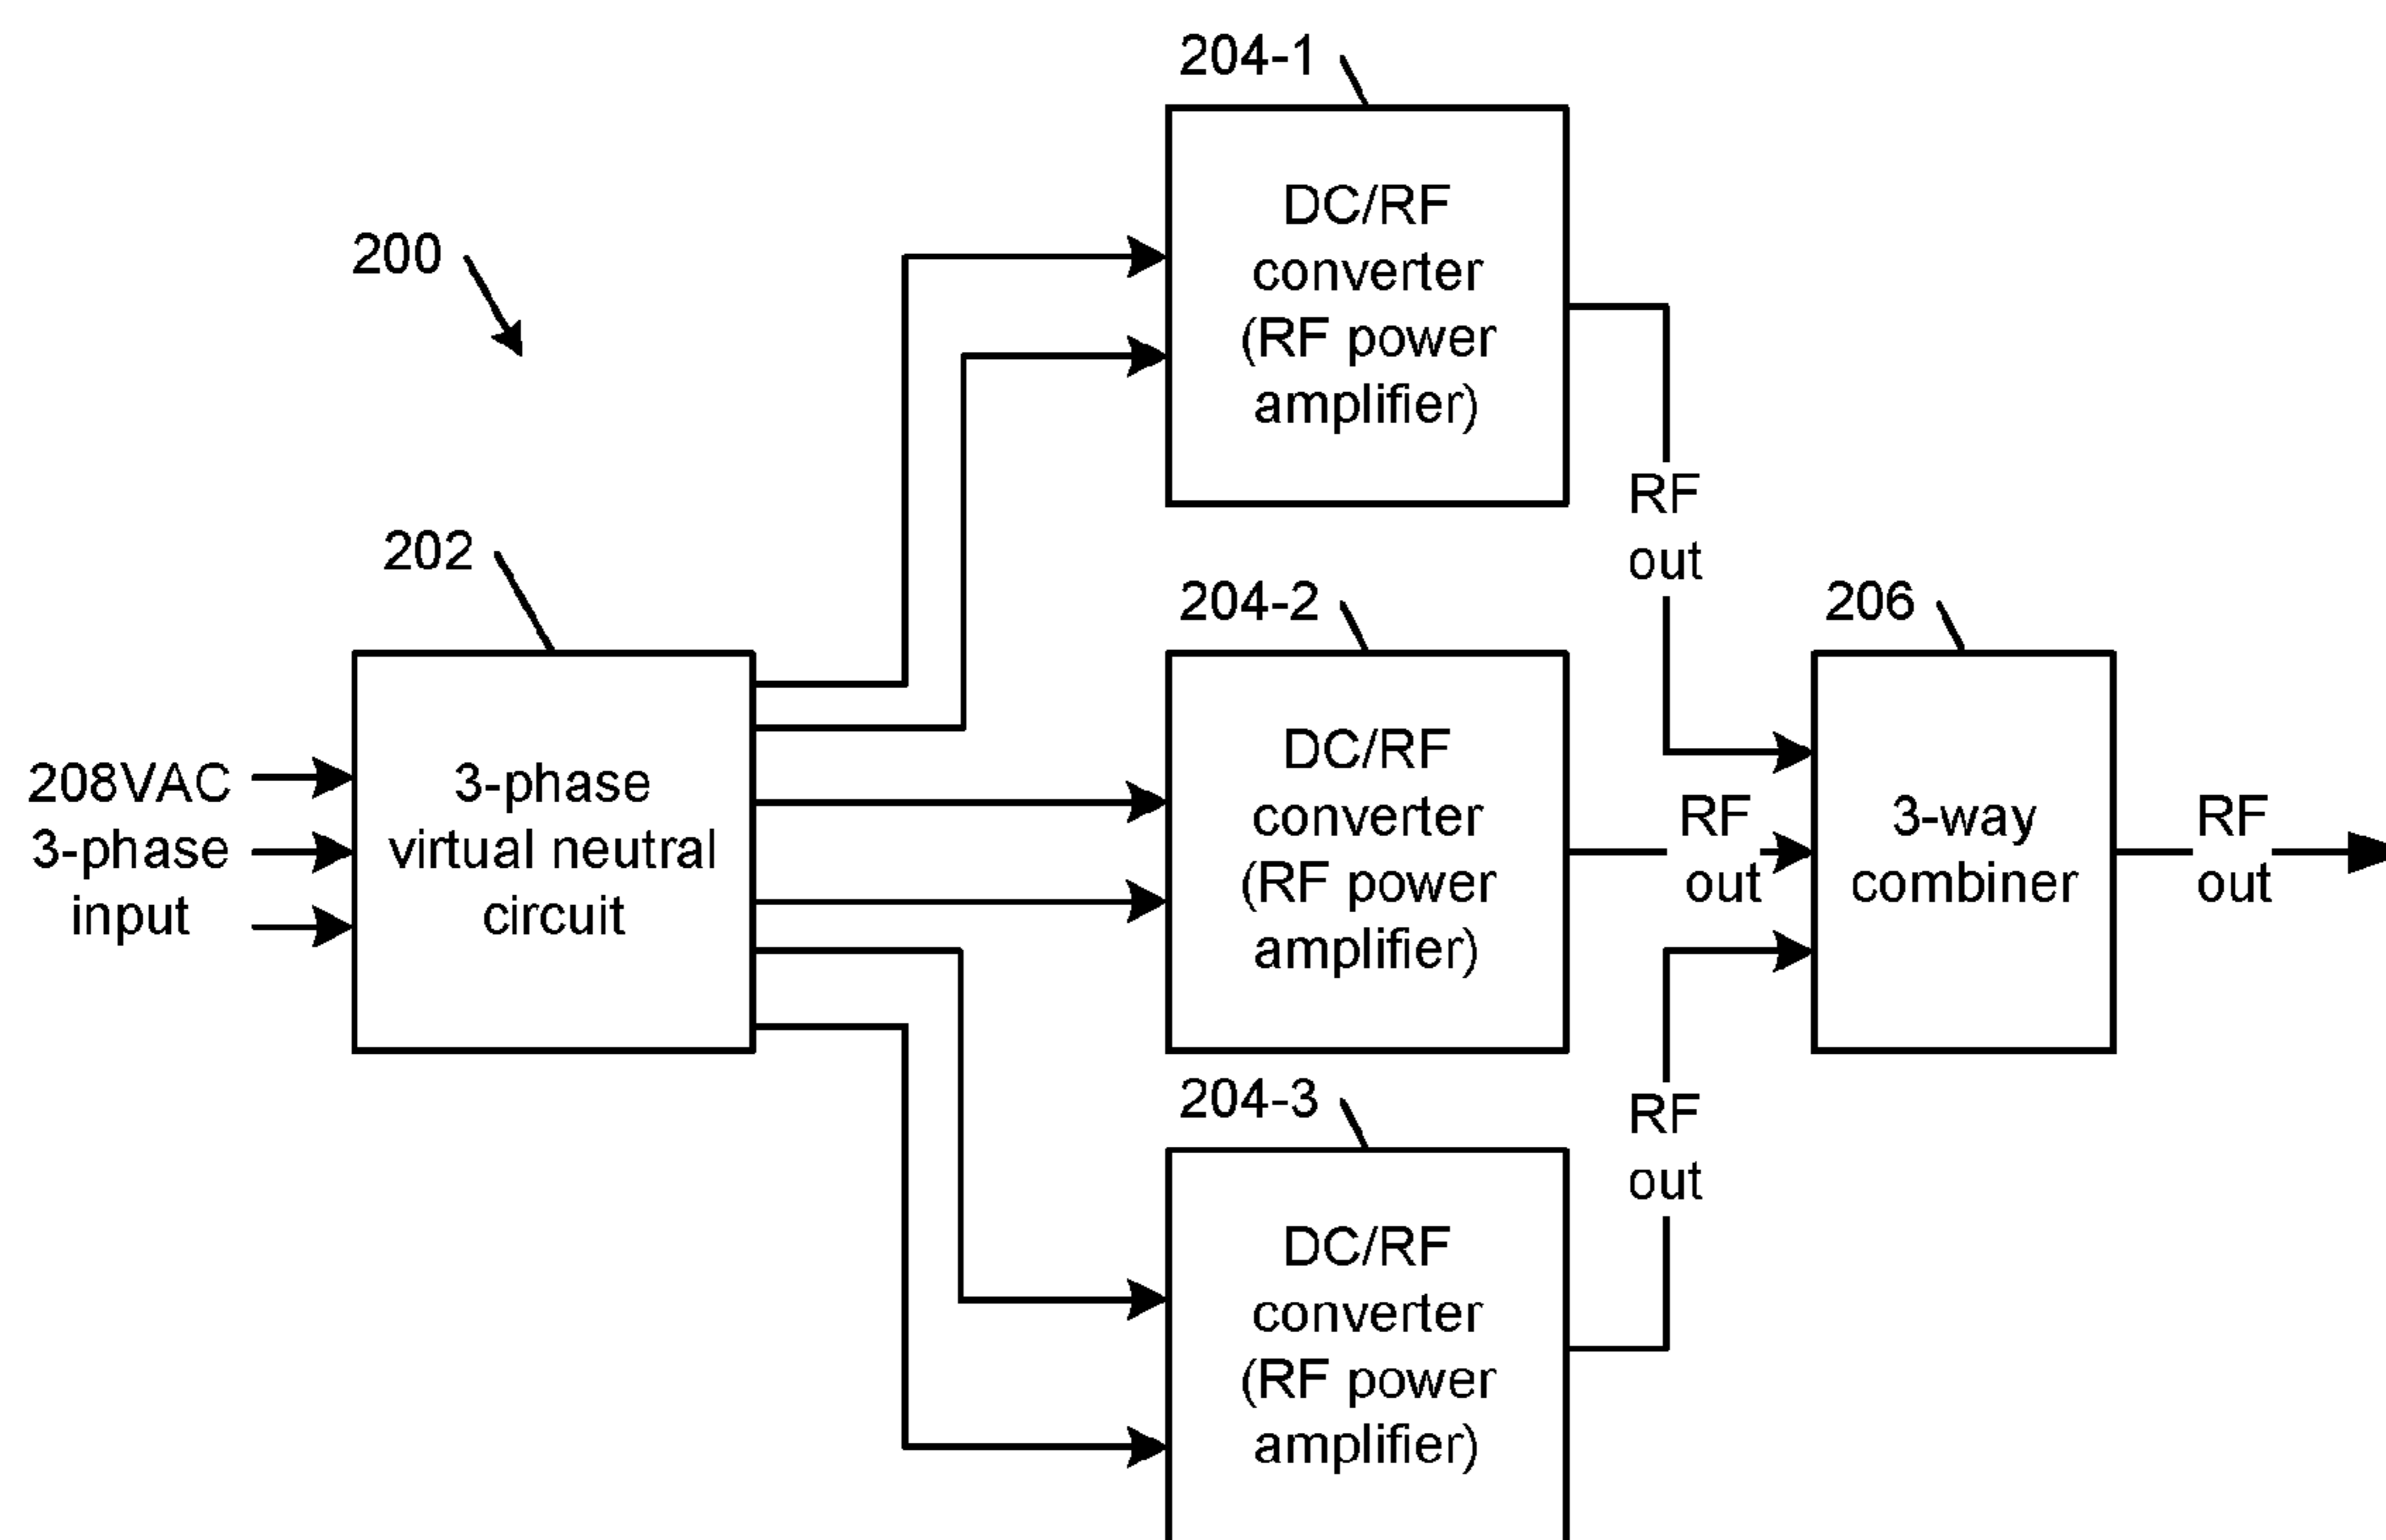 204-1
DC/RF
converter
(RF power
amplifier)
200
RF
out
202
204-2
206
208VAC
3-phase
input
3-phase
virtual neutral
circuit
DC/RF
converter
(RF power
amplifier)
RF
out
3-way
combiner
RF
out
204-3
RF
out
DC/RF
converter
(RF power
amplifier)